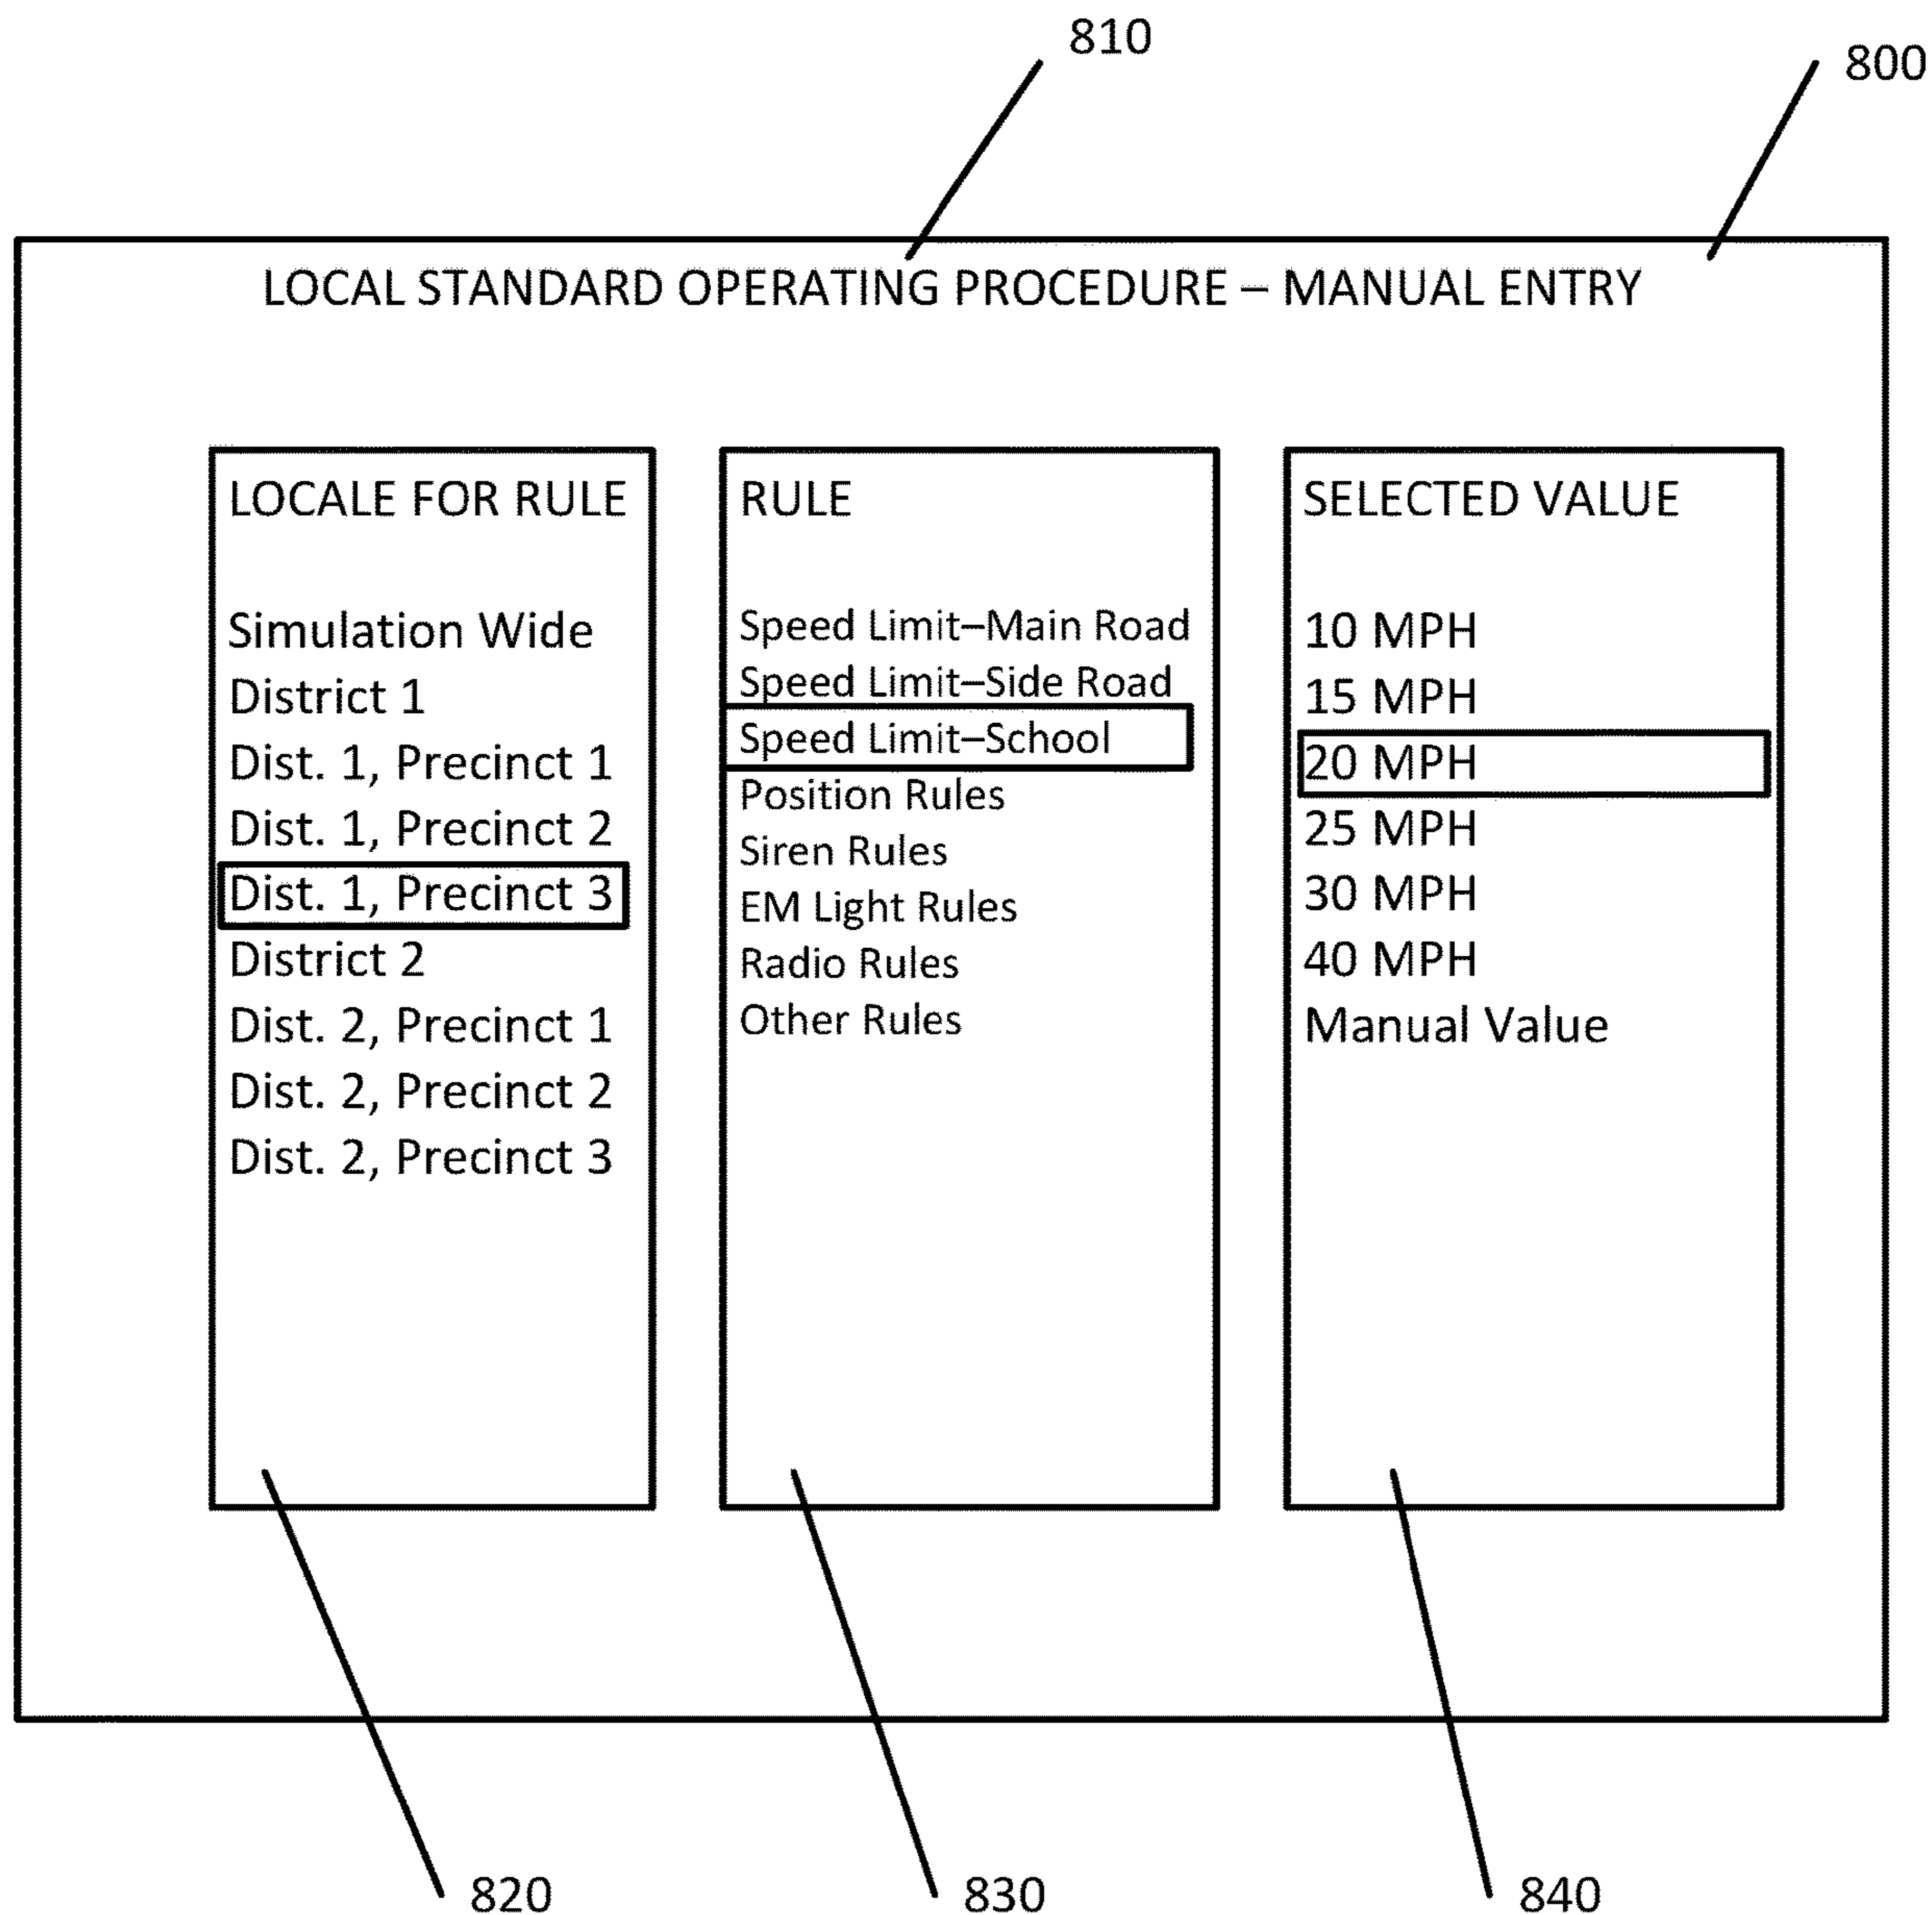 810
800
LOCAL STANDARD OPERATING PROCEDURE – MANUAL ENTRY
LOCALE FOR RULE
Simulation Wide
District 1
Dist. 1, Precinct 1
Dist. 1, Precinct 2
Dist. 1, Precinct 3
District 2
Dist. 2, Precinct 1
Dist. 2, Precinct 2
Dist. 2, Precinct 3
RULE
Speed Limit–Main Road
Speed Limit–Side Road
Speed Limit–School
Position Rules
Siren Rules
EM Light Rules
Radio Rules
Other Rules
SELECTED VALUE
10 MPH
15 MPH
20 MPH
25 MPH
30 MPH
40 MPH
Manual Value
820
830
840